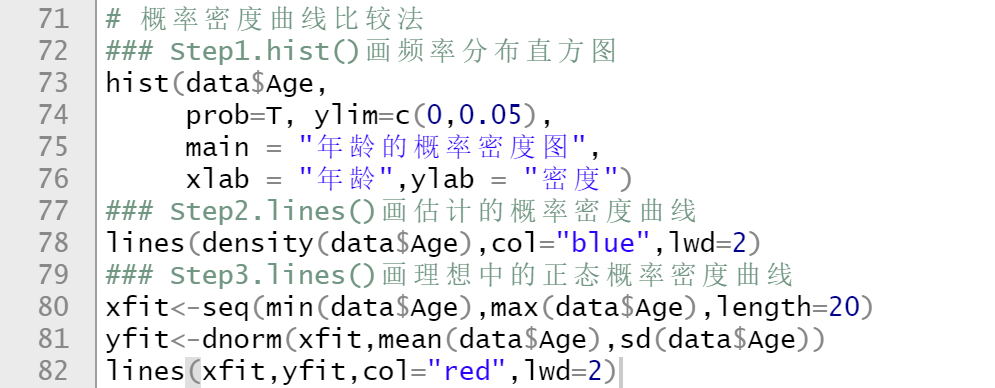 71 # 概率密度曲线比较法
72 ### Step1.hist()画频率分布直方图
73 hist(data$Age,
74      prob=T, ylim=c(0,0.05),
75      main = "年龄的概率密度图",
76      xlab = "年龄",ylab = "密度")
77 ### Step2.lines()画估计的概率密度曲线
78 lines(density(data$Age),col="blue",lwd=2)
79 ### Step3.lines()画理想中的正态概率密度曲线
80 xfit<-seq(min(data$Age),max(data$Age),length=20)
81 yfit<-dnorm(xfit,mean(data$Age),sd(data$Age))
82 lines(xfit,yfit,col="red",lwd=2)